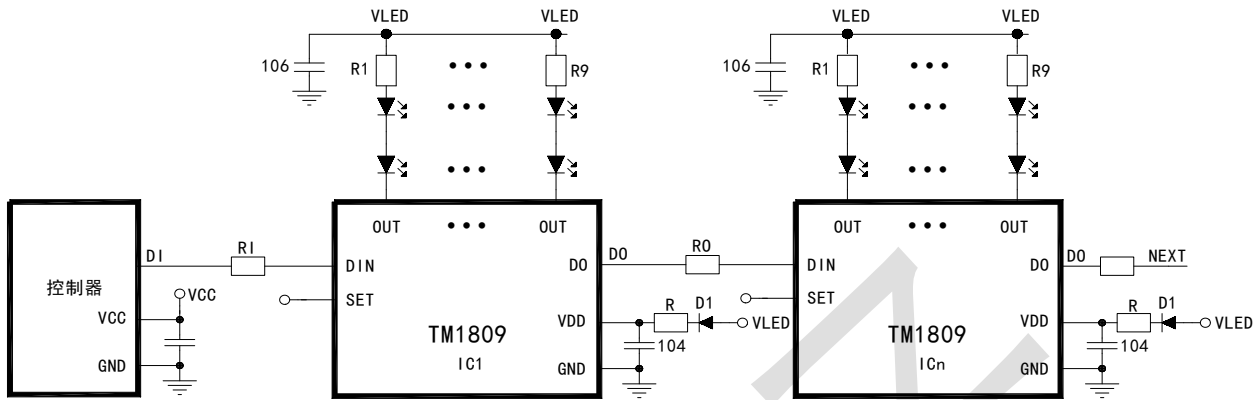 VLED VLED VLED VLED
106 R1 ••• R9 106 R1 ••• R9
••• •••
••• •••
OUT ••• OUT OUT ••• OUT
DI RI DIN DO DO RO DIN DO DO NEXT
控制器 VCC SET SET
VCC VDD R D1 VLED VDD R D1 VLED
TM1809 TM1809
104 104
GND IC1 GND ICn GND